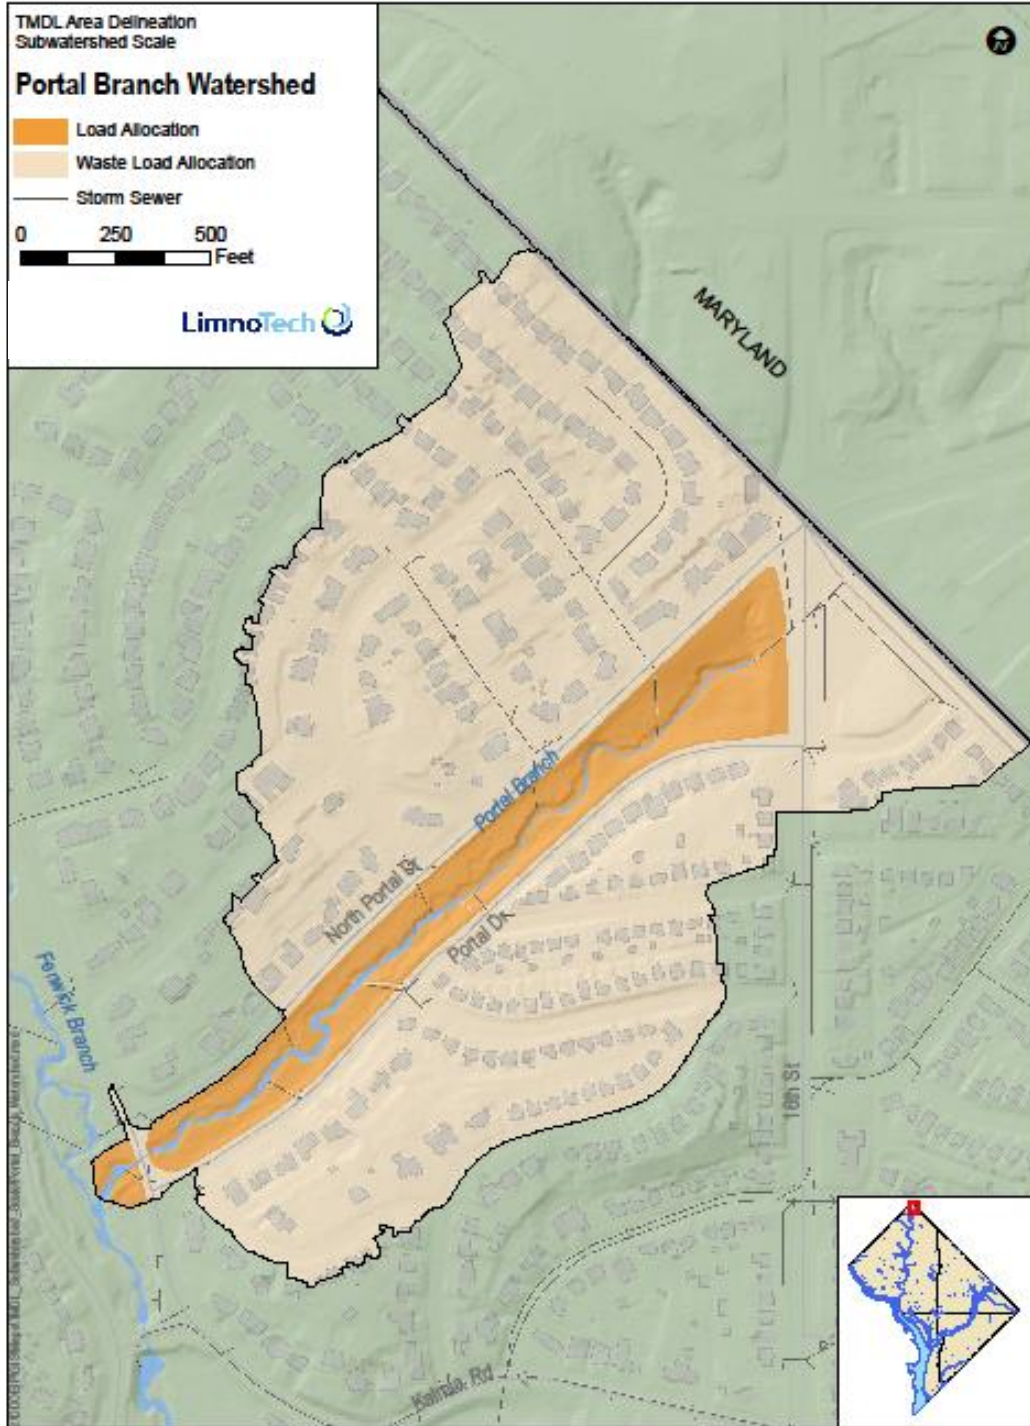 TMDL Area Delineation
Subwatershed Scale
Portal Branch Watershed
Load Allocation
Waste Load Allocation
Storm Sewer
0 250 500
Feet
LimnoTech
N
MARYLAND
Portal Branch
North Portal Dr
Portal Dr
Fenwick Branch
16th St
Kalmia Rd